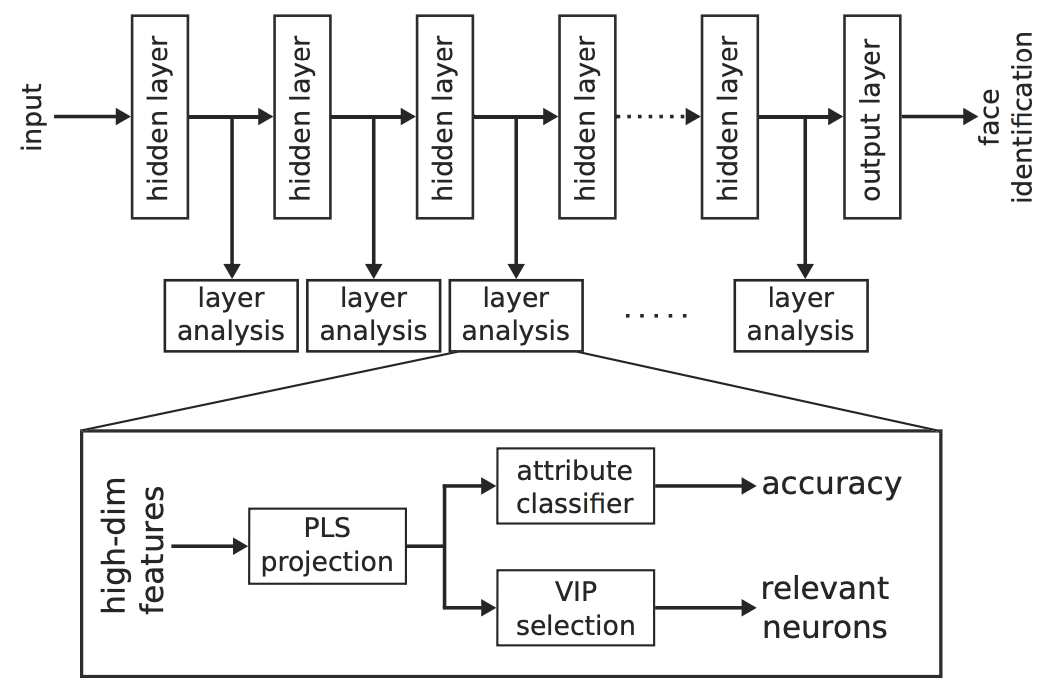 input
hidden layer
hidden layer
hidden layer
hidden layer
hidden layer
output layer
face
identification
layer
analysis
layer
analysis
layer
analysis
layer
analysis
high-dim
features
PLS
projection
attribute
classifier
accuracy
VIP
selection
relevant
neurons